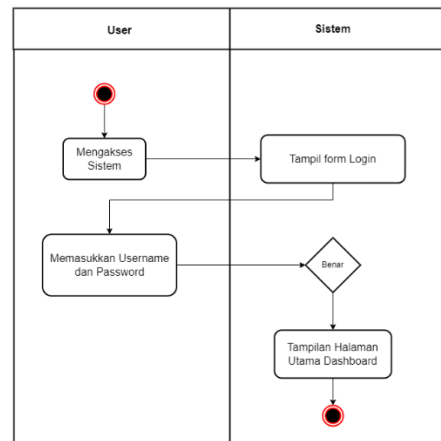 User
Sistem
Mengakses
Sistem
Tampil form Login
Memasukkan Username
dan Password
Benar
Tampilan Halaman
Utama Dashboard